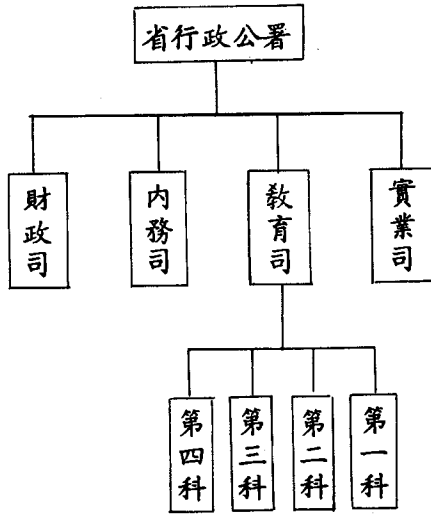 省行政公署
財政司
内務司
教育司
實業司
第四科
第三科
第二科
第一科